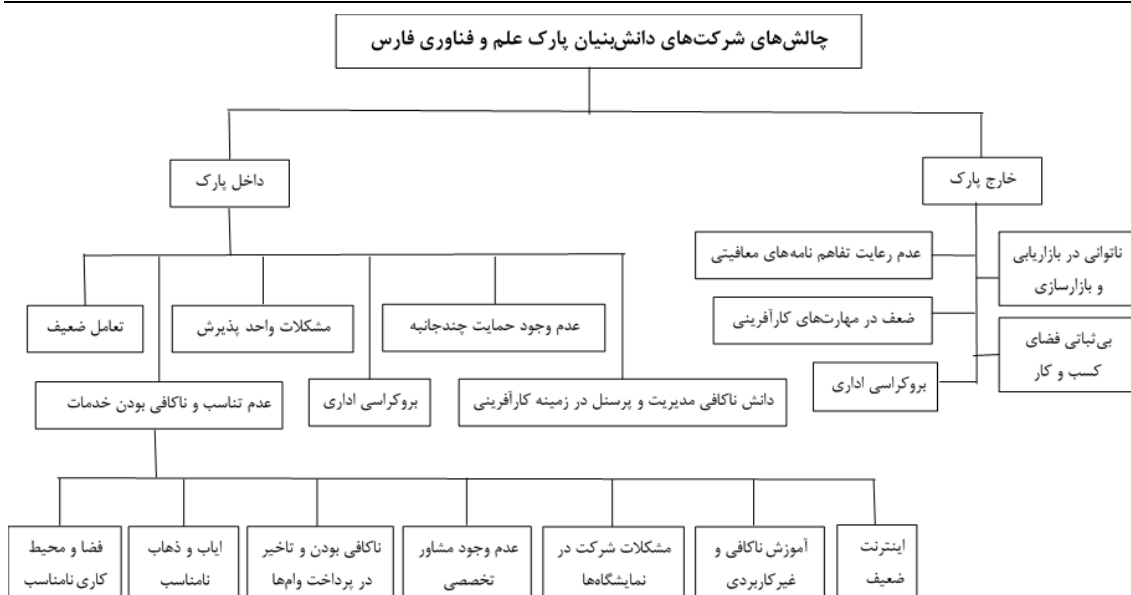 چالش‌های شرکت‌های دانش‌بنیان پارک علم و فناوری فارس
خارج پارک
داخل پارک
ناتوانی در بازاریابی
و بازارسازی
عدم رعایت تفاهم نامه‌های معافیتی
ضعف در مهارت‌های کارآفرینی
بی‌ثباتی فضای
کسب و کار
بروکراسی اداری
عدم وجود حمایت چندجانبه
مشکلات واحد پذیرش
تعامل ضعیف
دانش ناکافی مدیریت و پرسنل در زمینه کارآفرینی
بروکراسی اداری
عدم تناسب و ناکافی بودن خدمات
اینترنت
ضعیف
آموزش ناکافی و
غیرکاربردی
مشکلات شرکت در
نمایشگاه‌ها
عدم وجود مشاور
تخصصی
ناکافی بودن و تاخیر
در پرداخت وام‌ها
ایاب و ذهاب
نامناسب
فضا و محیط
کاری نامناسب